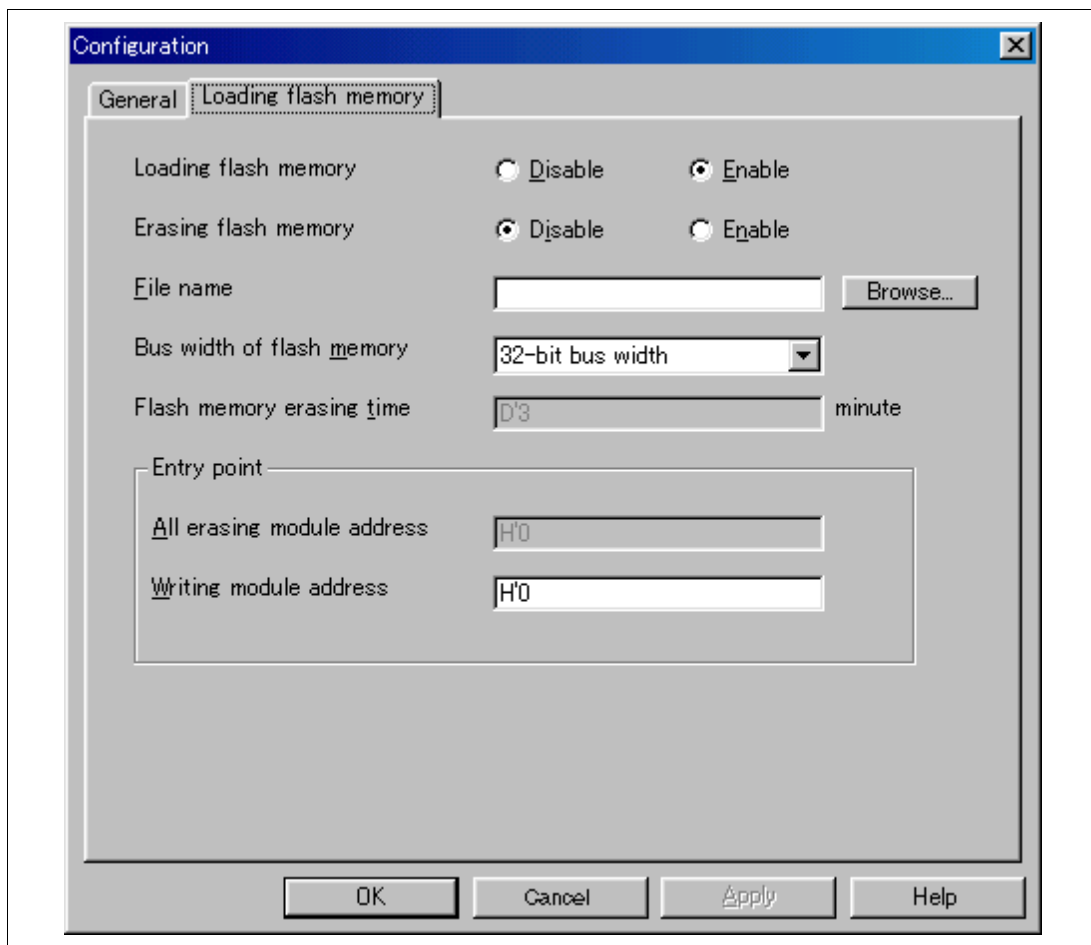 Configuration
General Loading flash memory
Loading flash memory Disable Enable
Erasing flash memory Disable Enable
File name Browse...
Bus width of flash memory 32-bit bus width
Flash memory erasing time D'3 minute
Entry point
All erasing module address H'0
Writing module address H'0
OK Cancel Apply Help